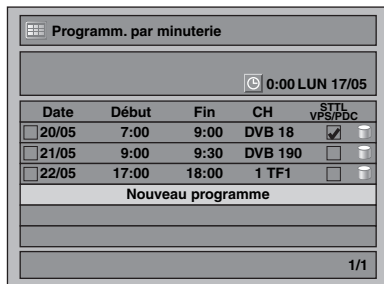 Programm. par minuterie
0:00 LUN 17/05
Date Début Fin CH STTL VPS/PDC
20/05 7:00 9:00 DVB 18
21/05 9:00 9:30 DVB 190
22/05 17:00 18:00 1 TF1
Nouveau programme
1/1